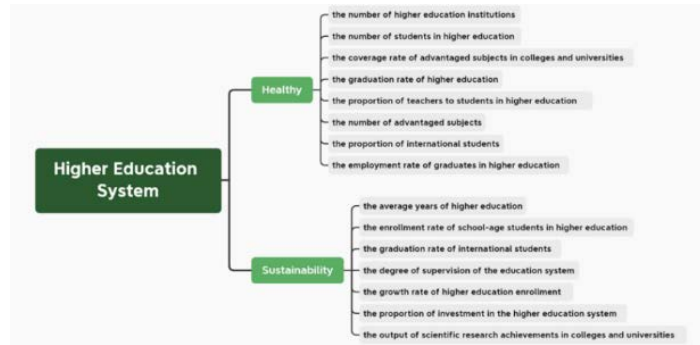 Higher Education
System
Healthy
the number of higher education institutions
the number of students in higher education
the coverage rate of advantaged subjects in colleges and universities
the graduation rate of higher education
the proportion of teachers to students in higher education
the number of advantaged subjects
the proportion of international students
the employment rate of graduates in higher education
Sustainability
the average years of higher education
the enrollment rate of school-age students in higher education
the graduation rate of international students
the degree of supervision of the education system
the growth rate of higher education enrollment
the proportion of investment in the higher education system
the output of scientific research achievements in colleges and universities